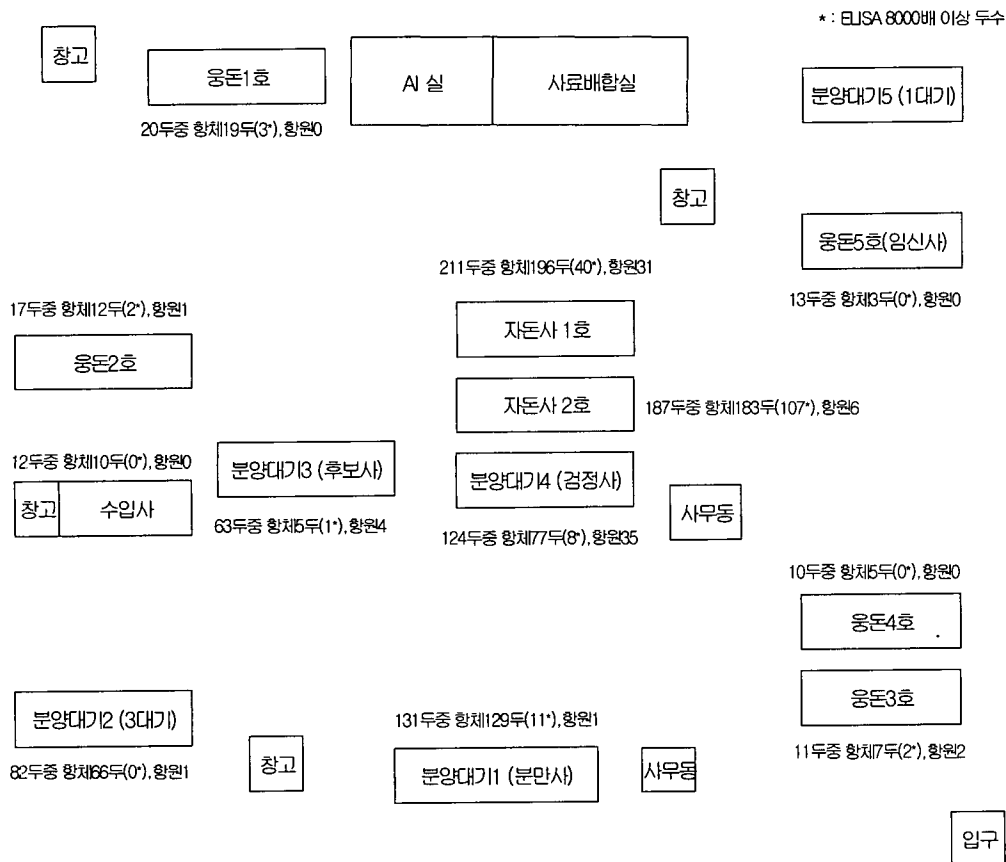 * : ELISA 8000배 이상 두수
창고
웅돈1호
AI 실
사료배합실
분양대기5 (1대기)
20두중 항체19두(3*),항원0
창고
웅돈5호(임신사)
211두중 항체196두(40*),항원31
13두중 항체3두(0*),항원0
17두중 항체12두(2*),항원1
자돈사 1호
웅돈2호
자돈사 2호
187두중 항체183두(107*),항원6
12두중 항체10두(0*),항원0
분양대기3 (후보사)
분양대기4 (검정사)
창고
수입사
사무동
63두중 항체5두(1*),항원4
124두중 항체77두(8*),항원35
10두중 항체5두(0*),항원0
웅돈4호
분양대기2 (3대기)
131두중 항체129두(11*),항원1
웅돈3호
82두중 항체66두(0*),항원1
창고
분양대기1 (분만사)
사무동
11두중 항체7두(2*),항원2
입구